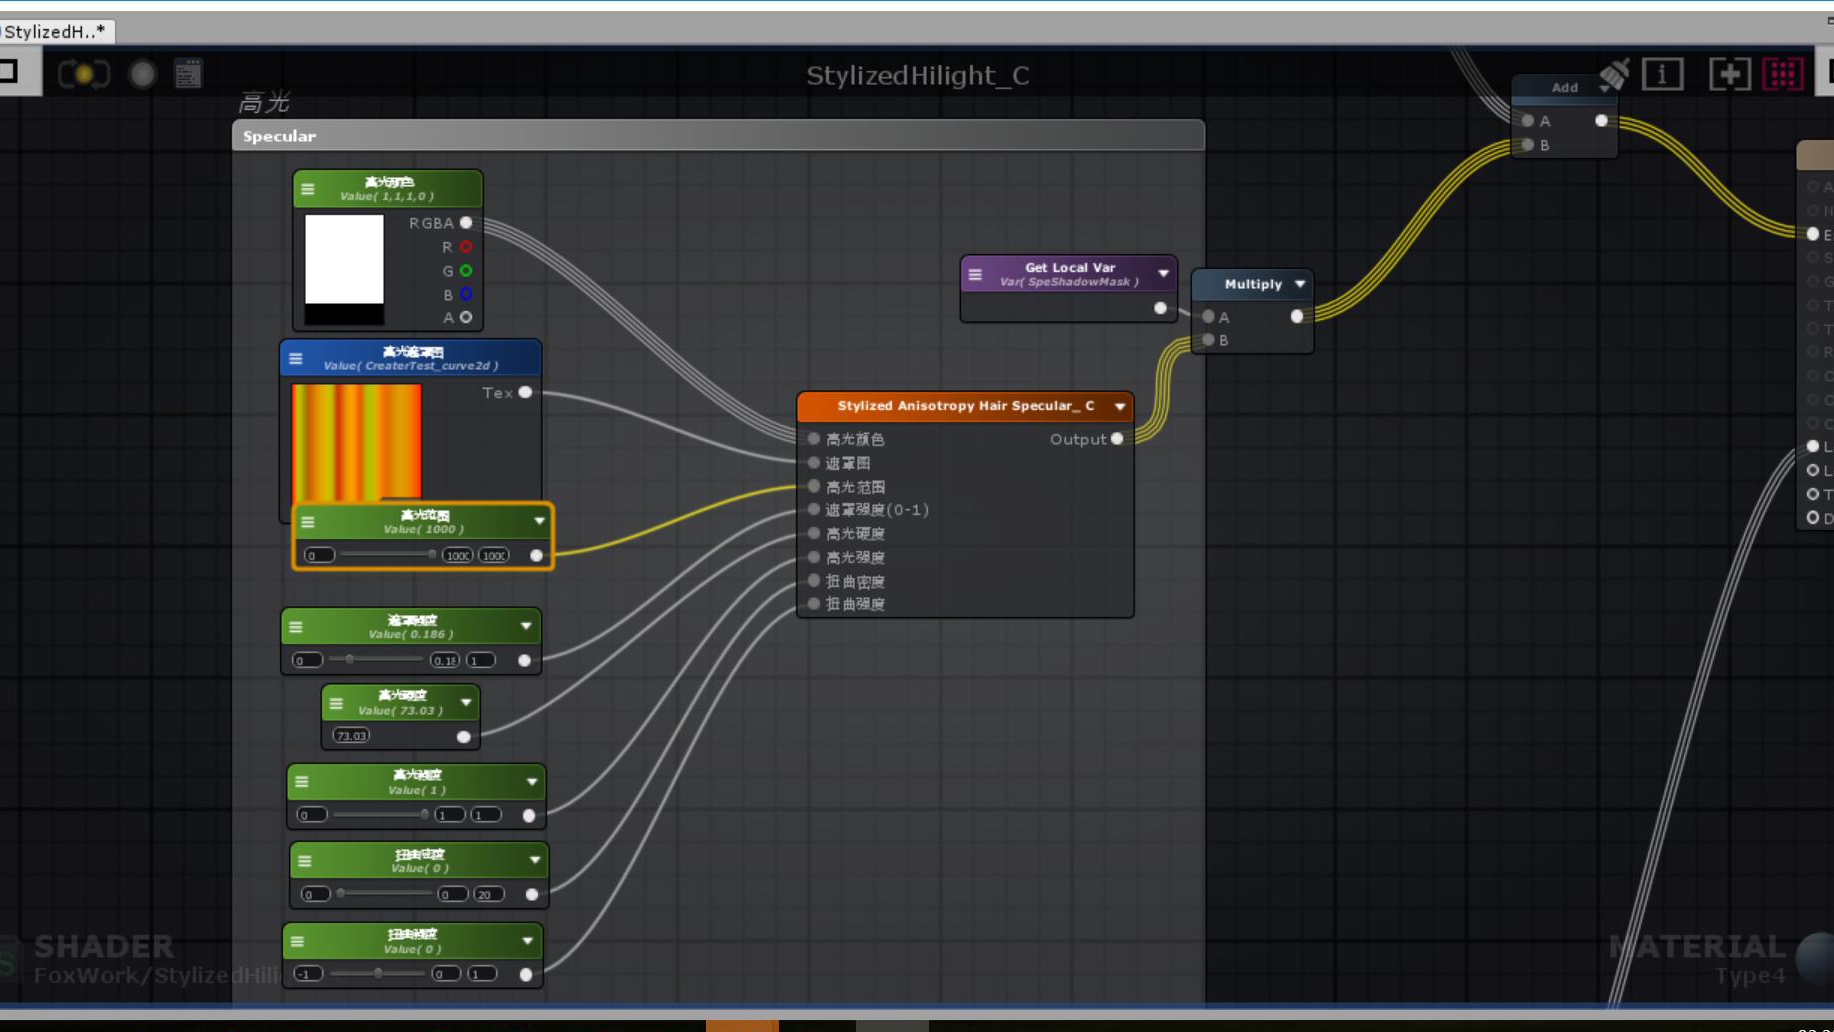 StylizedH..*
StylizedHilight_C
高光
Specular
高光颜色
Value( 1,1,1,0 )
RGBA
R
G
B
A
高光遮罩图
Value( CreaterTest_curve2d )
Tex
高光范围
Value( 1000 )
0
遮罩强度
Value( 0.186 )
0
0.18
1
高光硬度
Value( 73.03 )
73.03
高光强度
Value( 1 )
0 1 1
扭曲密度
Value( 0 )
0 0 20
扭曲强度
Value( 0 )
-1 0 1
Stylized Anisotropy Hair Specular_ C
高光颜色
Output
遮罩图
高光范围
遮罩强度(0-1)
高光硬度
高光强度
扭曲密度
扭曲强度
Get Local Var
Var( SpeShadowMask )
Multiply
A
B
Add
A
B
E
L
L
T
D
SHADER
FoxWork/StylizedHili
MATERIAL
Type4